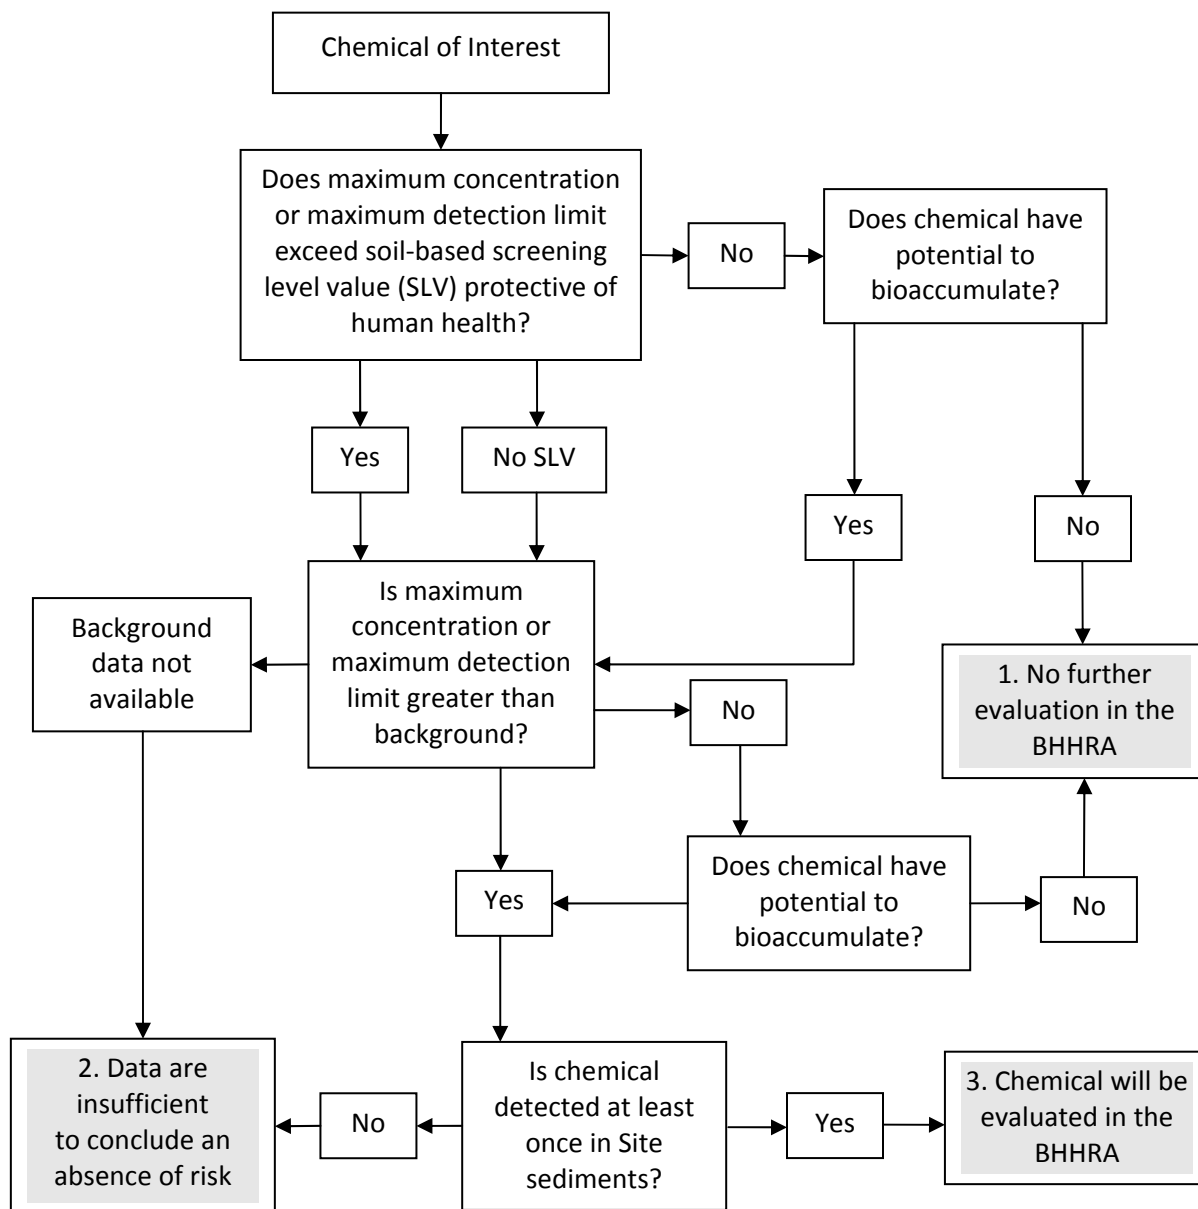 Chemical of Interest
Does maximum concentration
or maximum detection limit
exceed soil-based screening
level value (SLV) protective of
human health?
No
Does chemical have
potential to
bioaccumulate?
Yes
No SLV
Yes
No
Is maximum
concentration or
maximum detection
limit greater than
background?
Background
data not
available
No
1. No further
evaluation in the
BHHRA
Does chemical have
potential to
bioaccumulate?
Yes
No
2. Data are
insufficient
to conclude an
absence of risk
No
Is chemical
detected at least
once in Site
sediments?
Yes
3. Chemical will be
evaluated in the
BHHRA